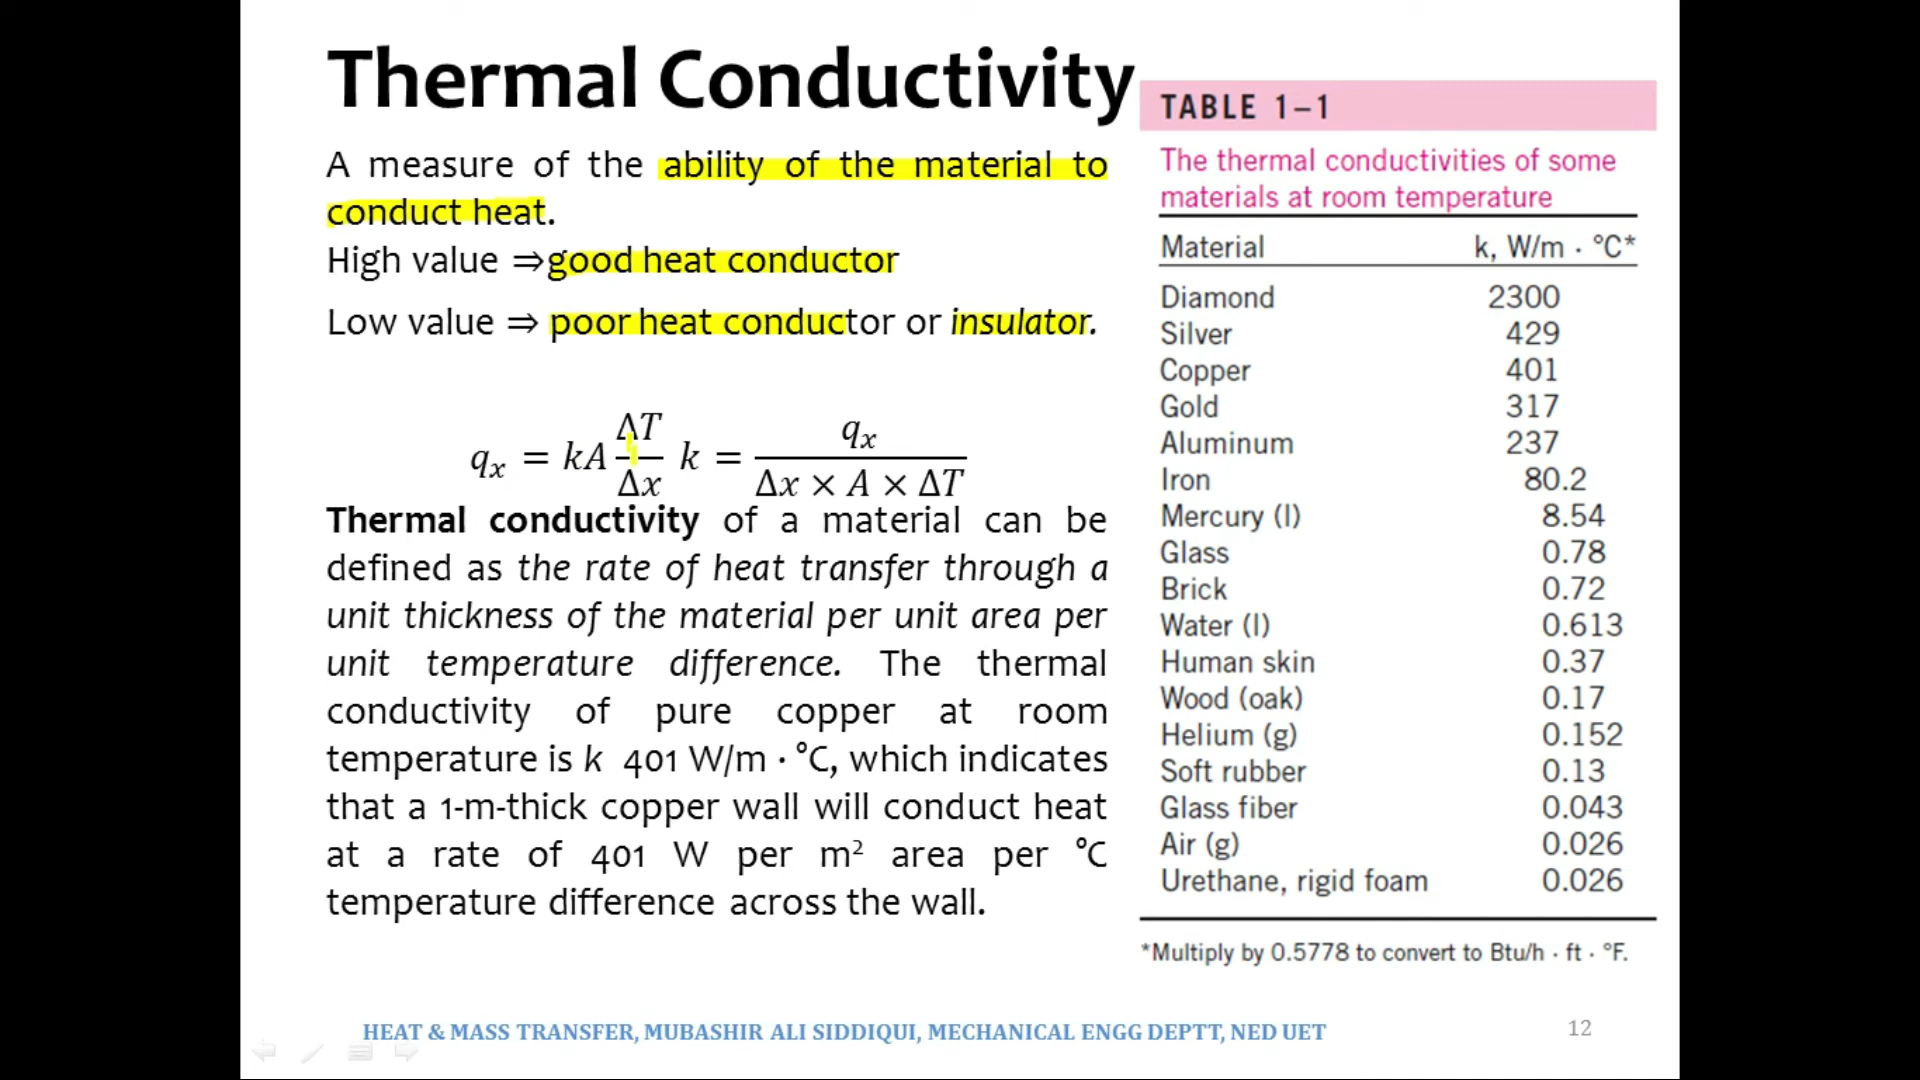 Thermal Conductivity
A measure of the ability of the material to
conduct heat.
High value ⇒good heat conductor
Low value ⇒ poor heat conductor or insulator.
qₓ = kA ΔT/Δx k = qₓ/(Δx × A × ΔT)
Thermal conductivity of a material can be
defined as the rate of heat transfer through a
unit thickness of the material per unit area per
unit temperature difference. The thermal
conductivity of pure copper at room
temperature is k 401 W/m · °C, which indicates
that a 1-m-thick copper wall will conduct heat
at a rate of 401 W per m² area per °C
temperature difference across the wall.
TABLE 1–1
The thermal conductivities of some
materials at room temperature
Material k, W/m · °C*
Diamond 2300
Silver 429
Copper 401
Gold 317
Aluminum 237
Iron 80.2
Mercury (l) 8.54
Glass 0.78
Brick 0.72
Water (l) 0.613
Human skin 0.37
Wood (oak) 0.17
Helium (g) 0.152
Soft rubber 0.13
Glass fiber 0.043
Air (g) 0.026
Urethane, rigid foam 0.026
*Multiply by 0.5778 to convert to Btu/h · ft · °F.
HEAT & MASS TRANSFER, MUBASHIR ALI SIDDIQUI, MECHANICAL ENGG DEPTT, NED UET
12